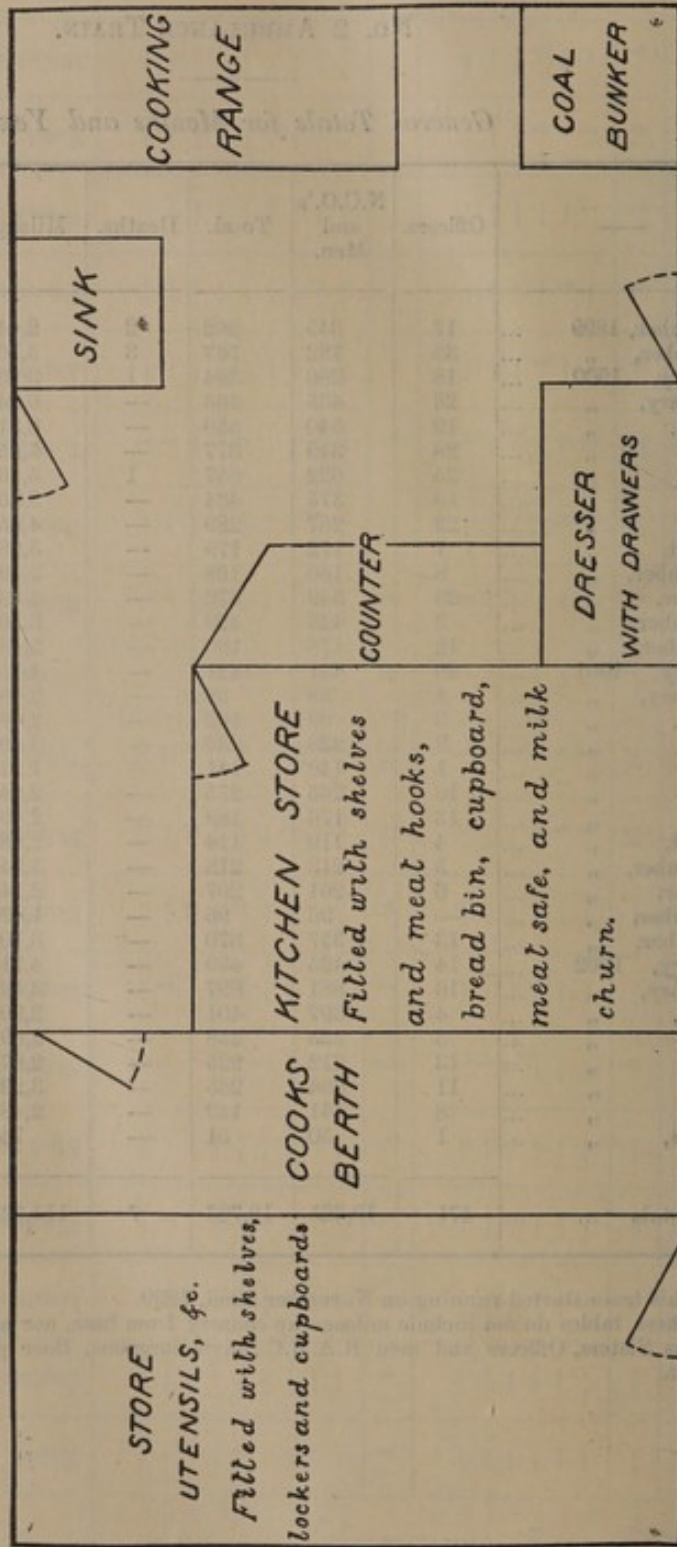 STORE
UTENSILS, &c.
Fitted with shelves,
lockers and cupboards
COOKS
BERTH
KITCHEN STORE
Fitted with shelves
and meat hooks,
bread bin, cupboard,
meat safe, and milk
churn.
COUNTER
DRESSER
WITH DRAWERS
SINK
COOKING
RANGE
COAL
BUNKER